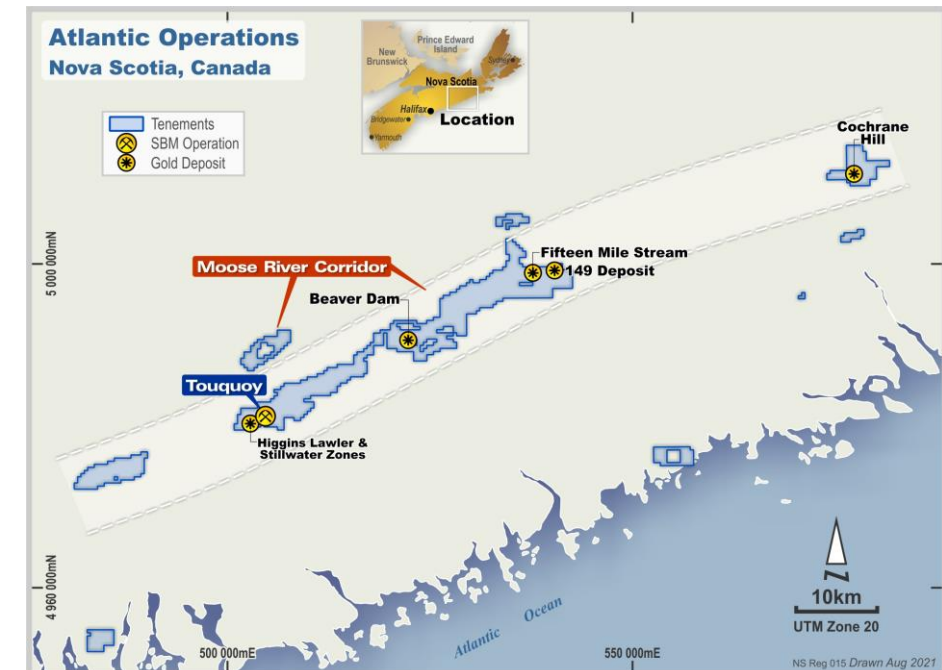 Atlantic Operations
Nova Scotia, Canada
Tenements
SBM Operation
Gold Deposit
Prince Edward
Island
New
Brunswick
Sydney
Nova Scotia
Halifax
Bridgewater
Location
Yarmouth
Cochrane
Hill
Fifteen Mile Stream
149 Deposit
Moose River Corridor
Beaver Dam
Touquoy
Higgins Lawler &
Stillwater Zones
5 000 000mN
4 960 000mN
500 000mE
550 000mE
Atlantic Ocean
N
10km
UTM Zone 20
NS Reg 015 Drawn Aug 2021